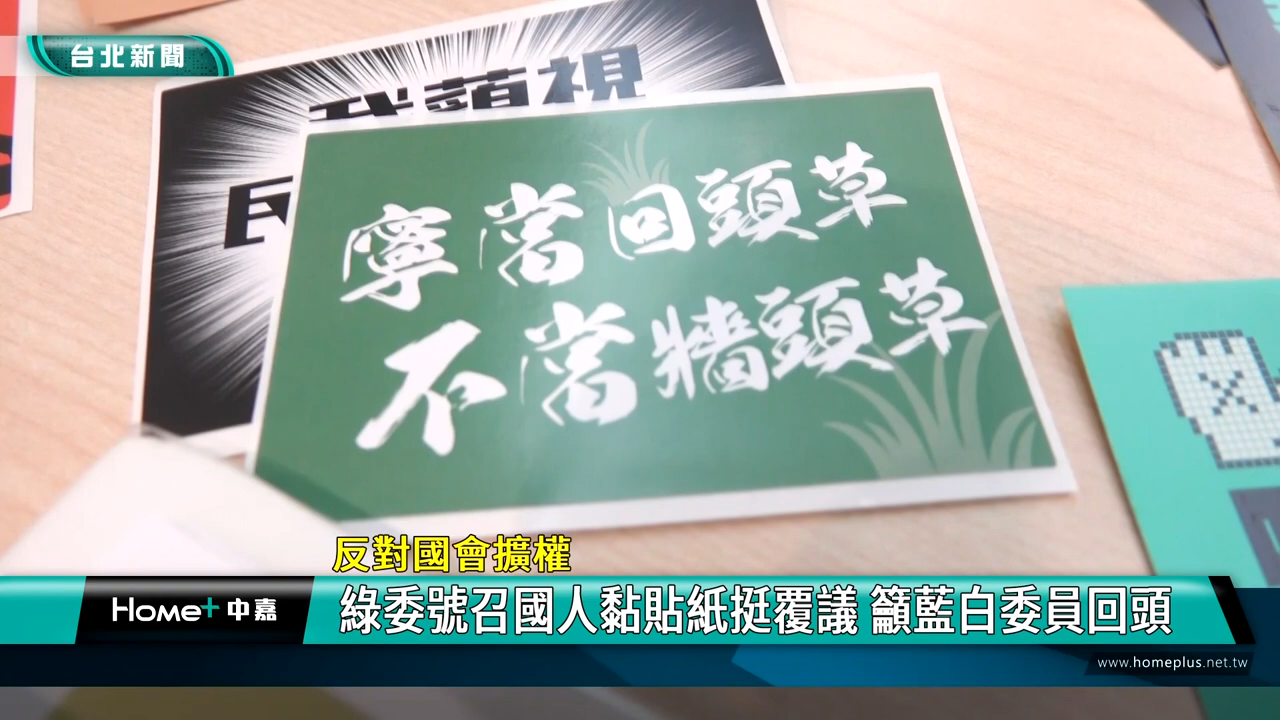 台北新聞
我藐視
寧當回頭草
不當牆頭草
反對國會擴權
Home+中嘉
綠委號召國人黏貼紙挺覆議 籲藍白委員回頭
www.homeplus.net.tw